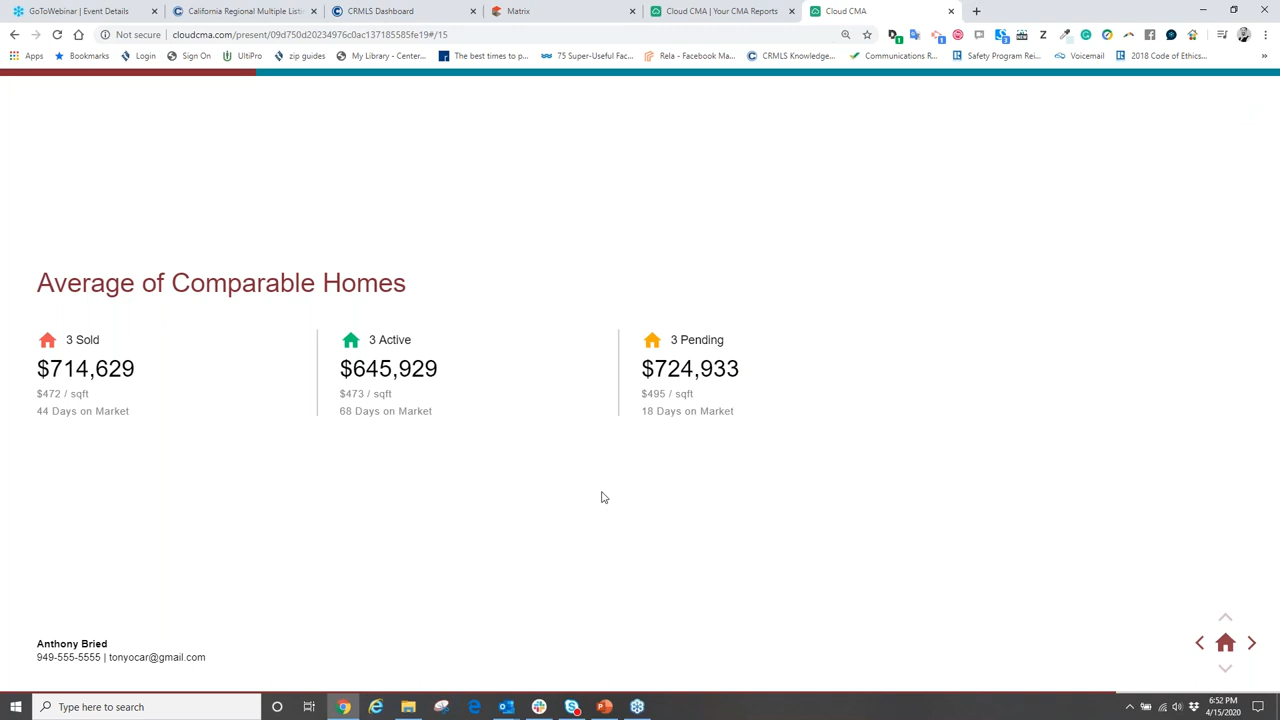 GoToWebinar | Event Details
California Regional Multiple Listin
CRMLS Dashboard
Matrix
Cloud CMA | Your CMA Reports
Cloud CMA
Not secure | cloudcma.com/present/09d750d20234976c0ac137185585fe19#/15
Apps
Bookmarks
Login
Sign On
UltiPro
zip guides
My Library - Center...
The best times to p...
75 Super-Useful Fac...
Rela - Facebook Ma...
CRMLS Knowledge...
Communications R...
Safety Program Rei...
Voicemail
2018 Code of Ethics...
Average of Comparable Homes
3 Sold
$714,629
$472 / sqft
44 Days on Market
3 Active
$645,929
$473 / sqft
68 Days on Market
3 Pending
$724,933
$495 / sqft
18 Days on Market
Anthony Bried
949-555-5555 | tonyocar@gmail.com
Type here to search
6:52 PM
4/15/2020